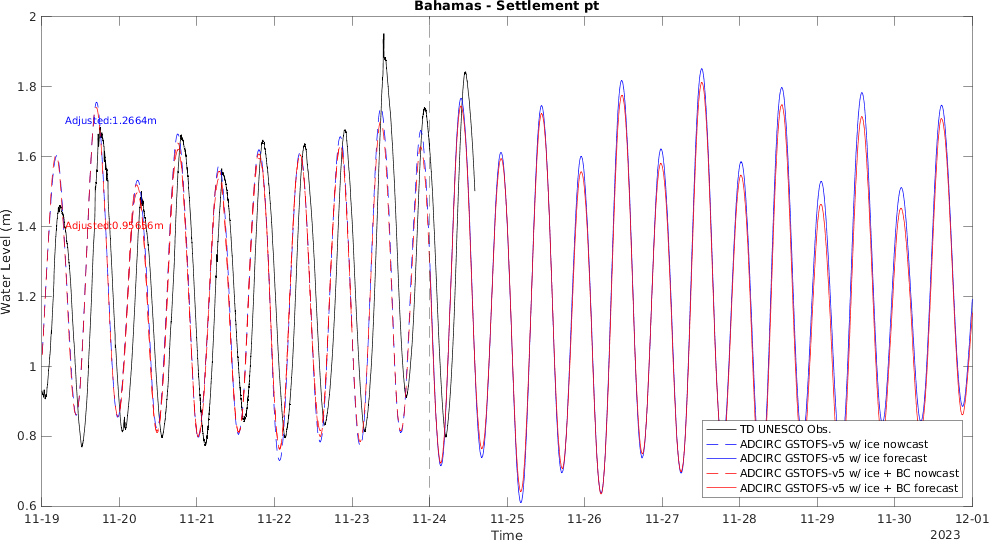 Bahamas - Settlement pt
2
1.8
1.6
1.4
1.2
1
0.8
0.6
Water Level (m)
Adjusted:1.2664m
TD UNESCO Obs.
ADCIRC GSTOFS-v5 w/ ice nowcast
ADCIRC GSTOFS-v5 w/ ice forecast
ADCIRC GSTOFS-v5 w/ ice + BC nowcast
ADCIRC GSTOFS-v5 w/ ice + BC forecast
11-19 11-20 11-21 11-22 11-23 11-24 11-25 11-26 11-27 11-28 11-29 11-30 12-01
Time
2023